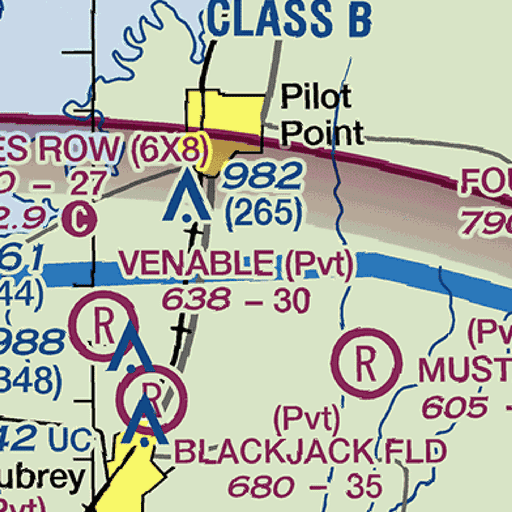 CLASS B
Pilot
Point
ES ROW (6X8)
0 - 27
2.9 C
982
(265)
FOU
790
61
44)
VENABLE (Pvt)
638 - 30
R
988
348)
R
R
(Pv
MUST
605 -
(Pvt)
42 UC
BLACKJACK FLD
680 - 35
ubrey
Pvt)